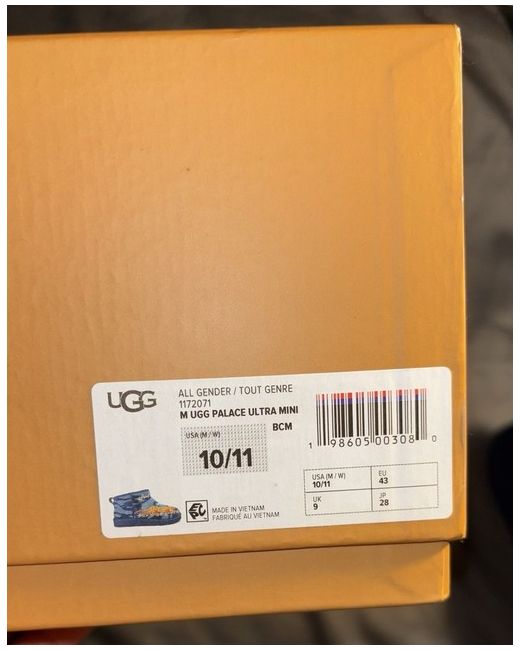 UGG
ALL GENDER / TOUT GENRE
1172071
M UGG PALACE ULTRA MINI
BCM
USA (M / W)
10/11
1 98605 00308 0
USA (M / W)
10/11
EU
43
UK
9
JP
28
MADE IN VIETNAM
FABRIQUÉ AU VIETNAM